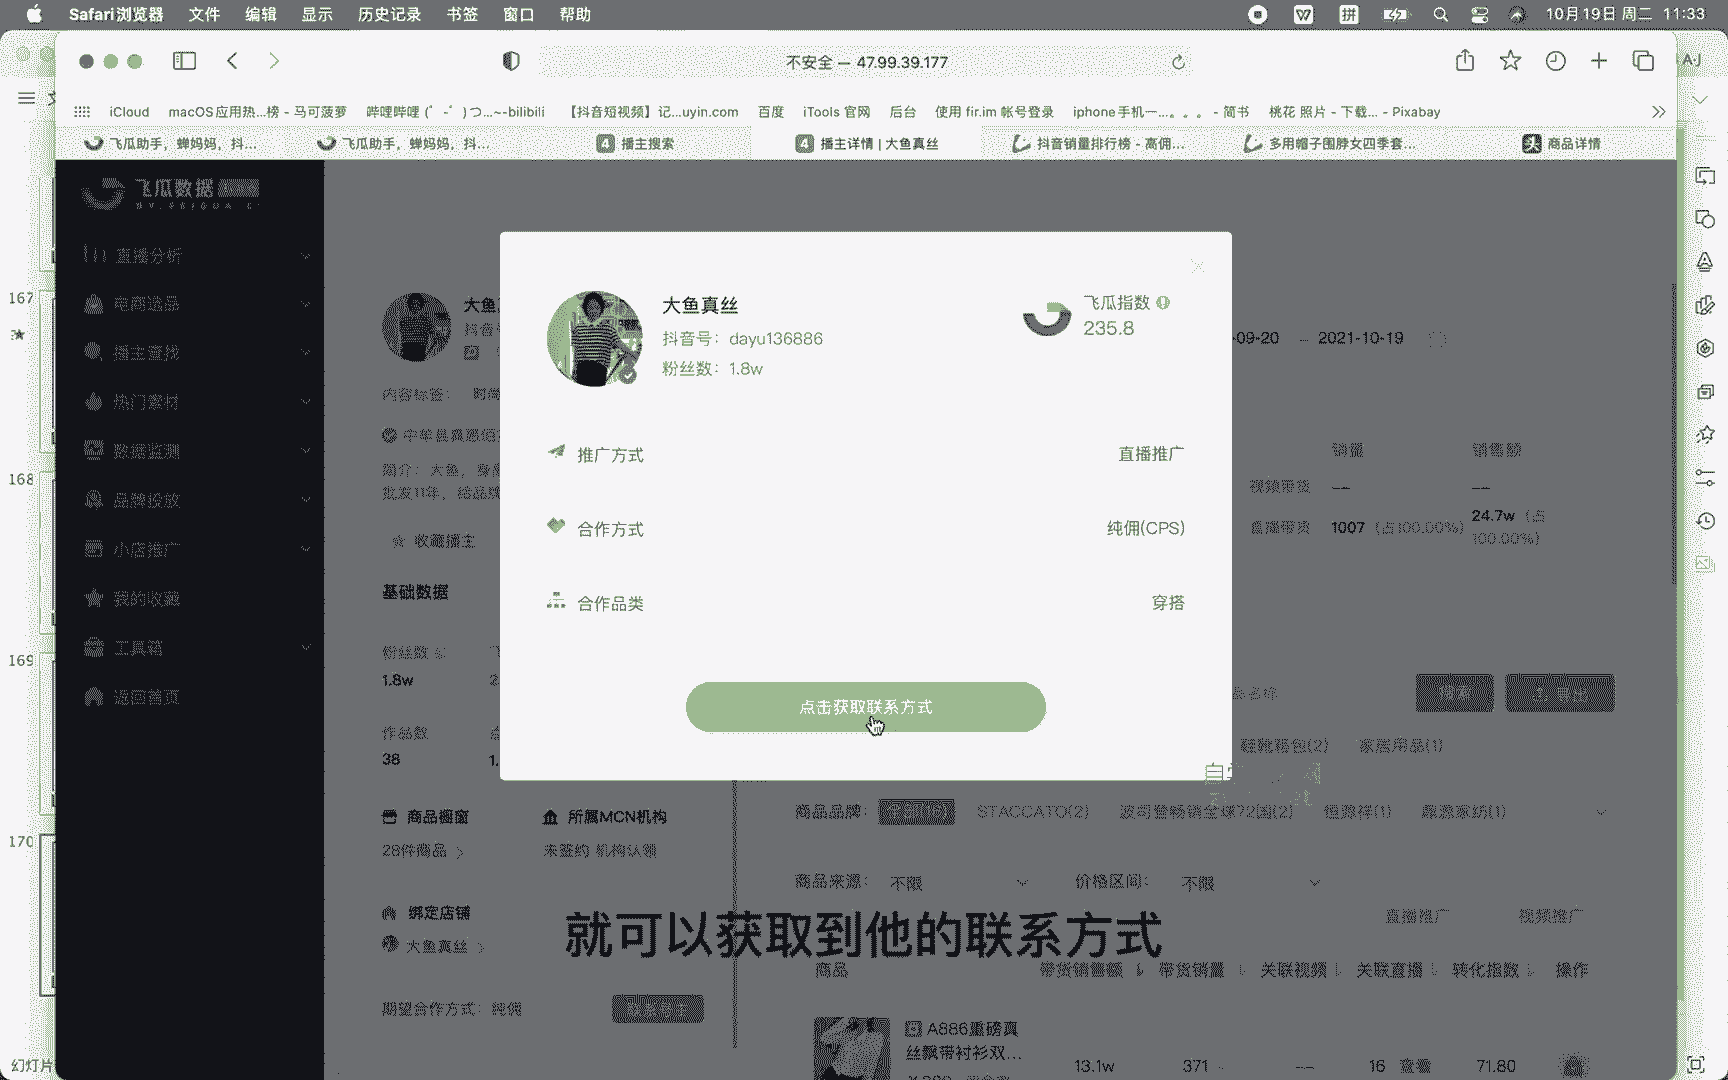 Safari浏览器 文件 编辑 显示 历史记录 书签 窗口 帮助
10月19日 周二 11:33
不安全 — 47.99.39.177
iCloud macOS应用热...榜 - 马可菠萝 哔哩哔哩 (゜-゜)つ...~-bilibili 【抖音短视频】记...uyin.com 百度 iTools 官网 后台 使用 fir.im 帐号登录 iphone手机一...。。。 - 简书 桃花 照片 - 下载... - Pixabay
飞瓜助手，蝉妈妈，抖... 飞瓜助手，蝉妈妈，抖... 播主搜索 播主详情 | 大鱼真丝 抖音销量排行榜 - 高佣... 多用帽子围脖女四季套... 商品详情
飞瓜数据
直播分析
电商选品
播主查找
热门素材
数据监测
品牌投放
小店推广
我的收藏
工具箱
返回首页
167
168
169
170
幻灯片
大鱼真丝
抖音号：dayu136886
粉丝数：1.8w
飞瓜指数
235.8
推广方式 直播推广
合作方式 纯佣(CPS)
合作品类 穿搭
点击获取联系方式
-09-20 – 2021-10-19
内容标签： 时尚
简介：大鱼，
批发11年，给品牌
收藏播主
销量 销售额
视频带货 -- --
直播带货 1007 (占100.00%) 24.7w (占100.00%)
基础数据
粉丝数
1.8w
作品数
38
搜索 导出
鞋靴箱包(2) 家居用品(1)
商品橱窗 所属MCN机构
28件商品 未签约 机构认领
绑定店铺
大鱼真丝
期望合作方式：纯佣
商品品牌： STACCATO(2) 波司登畅销全球72国(2) 恒源祥(1)
商品来源： 不限 价格区间： 不限
直播推广 视频推广
就可以获取到他的联系方式
商品 带货销售额 带货销量 关联视频 关联直播 转化指数 操作
A886重磅真
丝飘带衬衫双...
13.1w 371 -- 16 查看 71.80